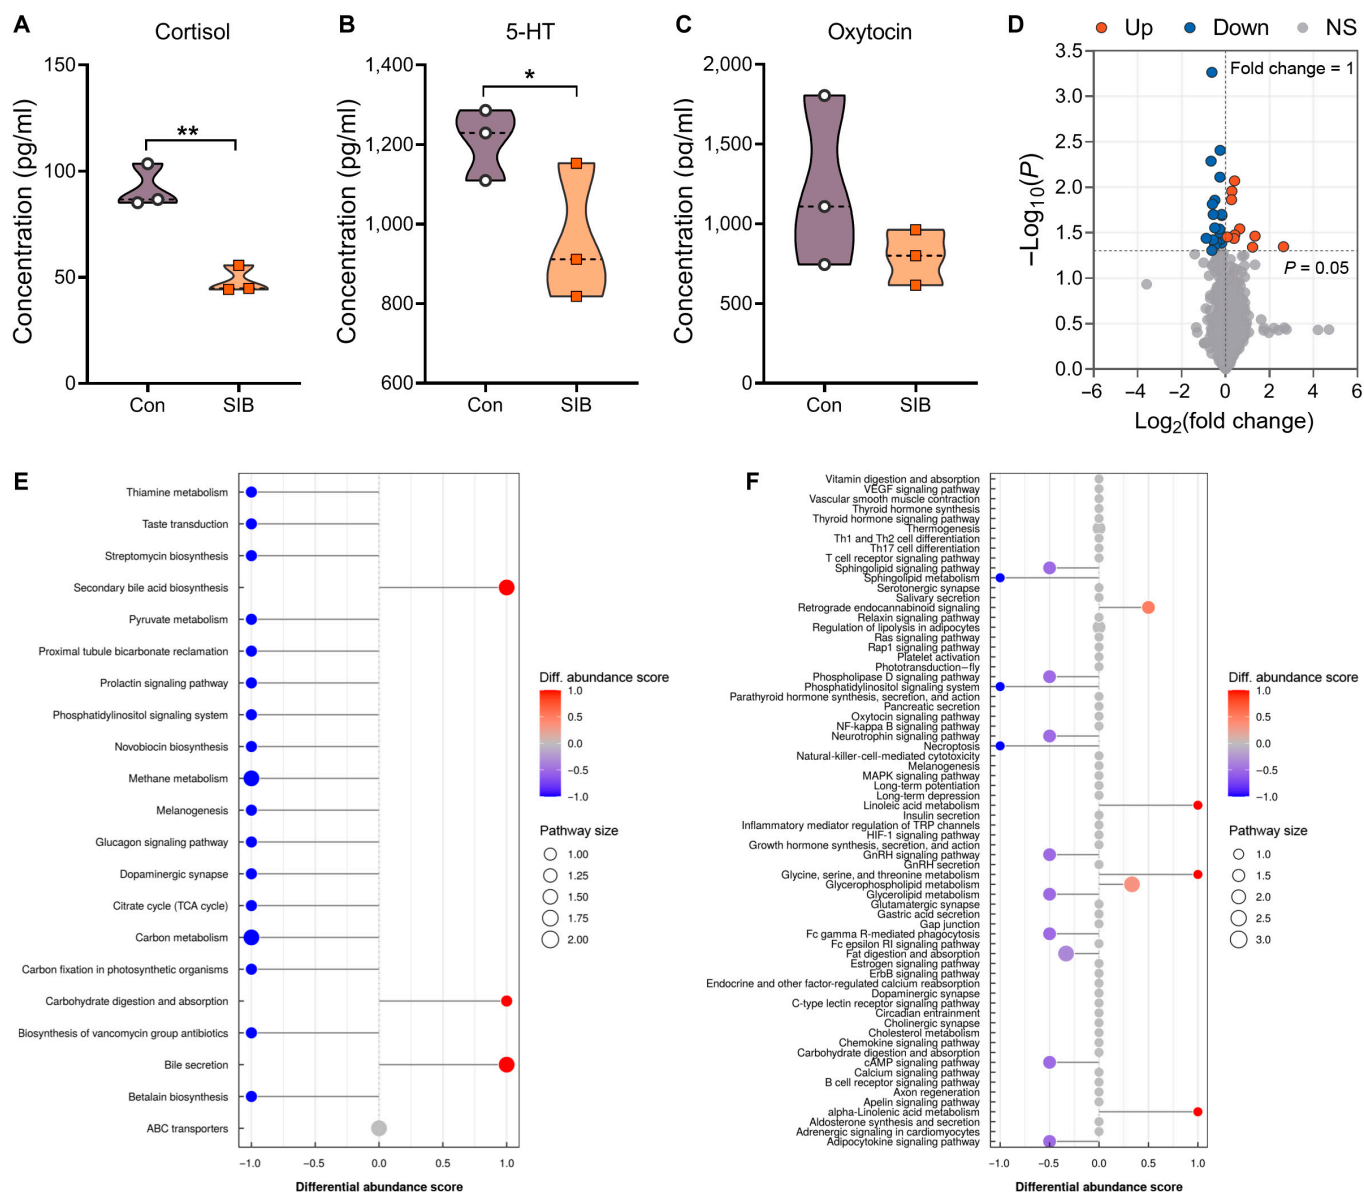 A
Cortisol
Concentration (pg/ml)
150
100
50
0
**
Con
SIB
B
5-HT
Concentration (pg/ml)
1,400
1,200
1,000
800
600
*
Con
SIB
C
Oxytocin
Concentration (pg/ml)
2,000
1,500
1,000
500
0
Con
SIB
D
Up
Down
NS
Fold change = 1
P = 0.05
−Log10(P)
3.5
3.0
2.5
2.0
1.5
1.0
0.5
0.0
−6
−4
−2
0
2
4
6
Log2(fold change)
E
Thiamine metabolism
Taste transduction
Streptomycin biosynthesis
Secondary bile acid biosynthesis
Pyruvate metabolism
Proximal tubule bicarbonate reclamation
Prolactin signaling pathway
Phosphatidylinositol signaling system
Novobiocin biosynthesis
Methane metabolism
Melanogenesis
Glucagon signaling pathway
Dopaminergic synapse
Citrate cycle (TCA cycle)
Carbon metabolism
Carbon fixation in photosynthetic organisms
Carbohydrate digestion and absorption
Biosynthesis of vancomycin group antibiotics
Bile secretion
Betalain biosynthesis
ABC transporters
−1.0
−0.5
0.0
0.5
1.0
Differential abundance score
Diff. abundance score
1.0
0.5
0.0
−0.5
−1.0
Pathway size
1.00
1.25
1.50
1.75
2.00
F
Vitamin digestion and absorption
VEGF signaling pathway
Vascular smooth muscle contraction
Thyroid hormone synthesis
Thyroid hormone signaling pathway
Thermogenesis
Th1 and Th2 cell differentiation
Th17 cell differentiation
T cell receptor signaling pathway
Sphingolipid signaling pathway
Sphingolipid metabolism
Serotonergic synapse
Salivary secretion
Retrograde endocannabinoid signaling
Relaxin signaling pathway
Regulation of lipolysis in adipocytes
Ras signaling pathway
Rap1 signaling pathway
Platelet activation
Phototransduction−fly
Phospholipase D signaling pathway
Phosphatidylinositol signaling system
Parathyroid hormone synthesis, secretion, and action
Pancreatic secretion
Oxytocin signaling pathway
NF-kappa B signaling pathway
Neurotrophin signaling pathway
Necroptosis
Natural-killer-cell-mediated cytotoxicity
Melanogenesis
MAPK signaling pathway
Long-term potentiation
Long-term depression
Linoleic acid metabolism
Insulin secretion
Inflammatory mediator regulation of TRP channels
HIF-1 signaling pathway
Growth hormone synthesis, secretion, and action
GnRH signaling pathway
GnRH secretion
Glycine, serine, and threonine metabolism
Glycerophospholipid metabolism
Glycerolipid metabolism
Glutamatergic synapse
Gastric acid secretion
Gap junction
Fc gamma R-mediated phagocytosis
Fc epsilon RI signaling pathway
Fat digestion and absorption
Estrogen signaling pathway
ErbB signaling pathway
Endocrine and other factor-regulated calcium reabsorption
Dopaminergic synapse
C-type lectin receptor signaling pathway
Circadian entrainment
Cholinergic synapse
Cholesterol metabolism
Chemokine signaling pathway
Carbohydrate digestion and absorption
cAMP signaling pathway
Calcium signaling pathway
B cell receptor signaling pathway
Axon regeneration
Apelin signaling pathway
alpha-Linolenic acid metabolism
Aldosterone synthesis and secretion
Adrenergic signaling in cardiomyocytes
Adipocytokine signaling pathway
−1.0
−0.5
0.0
0.5
1.0
Differential abundance score
Diff. abundance score
1.0
0.5
0.0
−0.5
−1.0
Pathway size
1.0
1.5
2.0
2.5
3.0